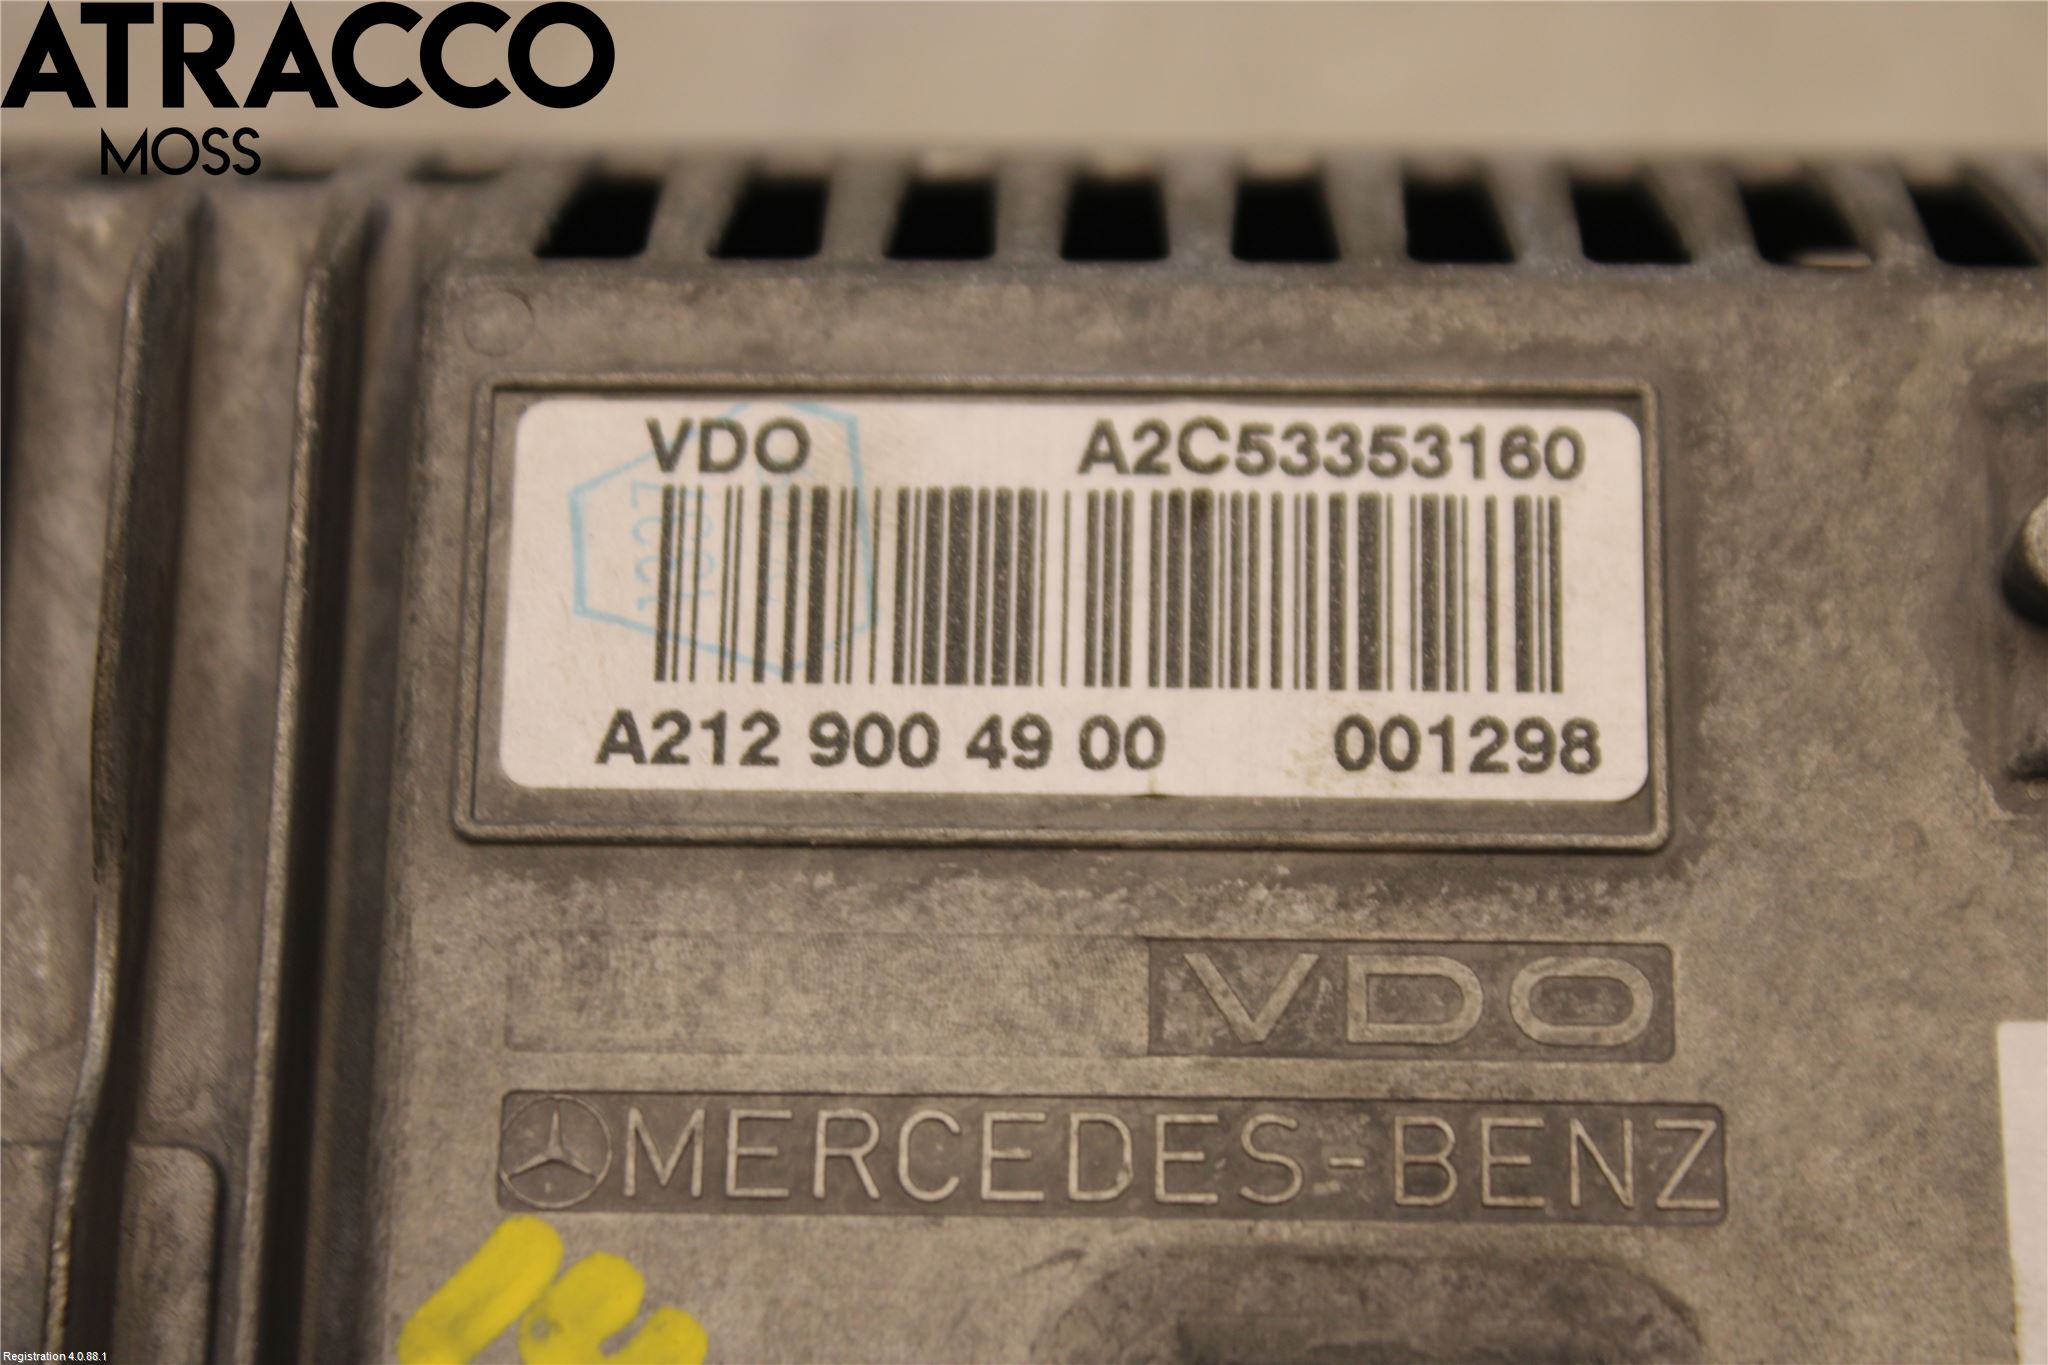 ATRACCO
MOSS
VDO A2C53353160
A212 900 49 00 001298
VDO
MERCEDES-BENZ
Registration 4.0.88.1